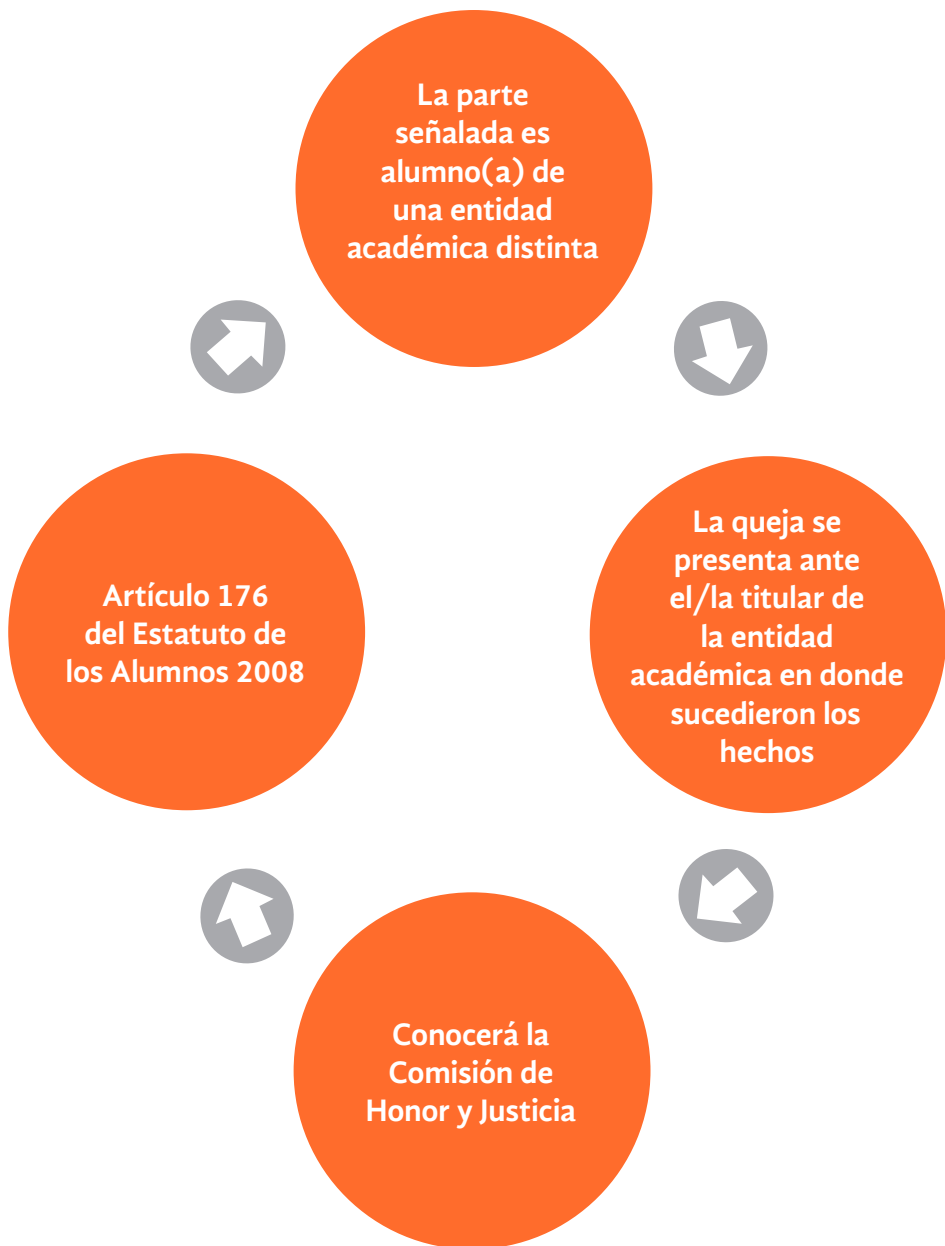 La parte
señalada es
alumno(a) de
una entidad
académica distinta
La queja se
presenta ante
el/la titular de
la entidad
académica en donde
sucedieron los
hechos
Conocerá la
Comisión de
Honor y Justicia
Artículo 176
del Estatuto de
los Alumnos 2008